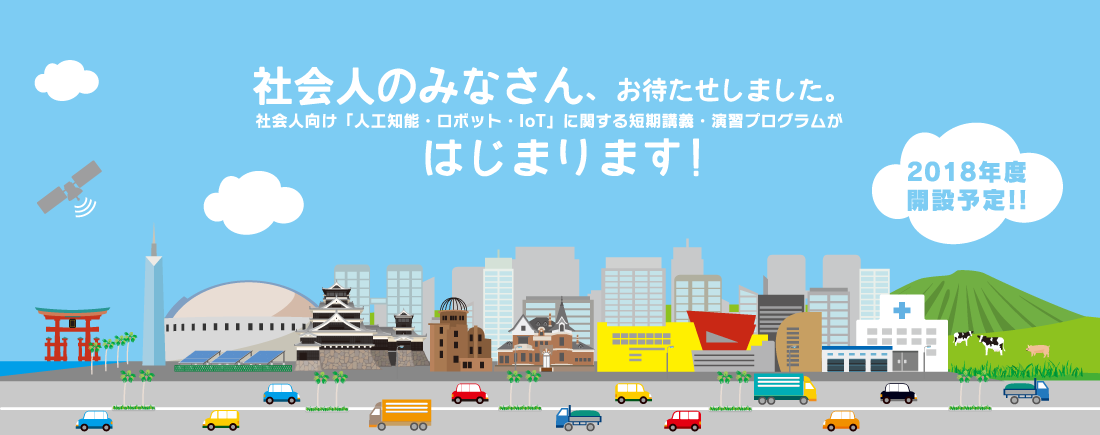 社会人のみなさん、お待たせしました。
社会人向け「人工知能・ロボット・IoT」に関する短期講義・演習プログラムが
はじまります！
2018年度
開設予定!!